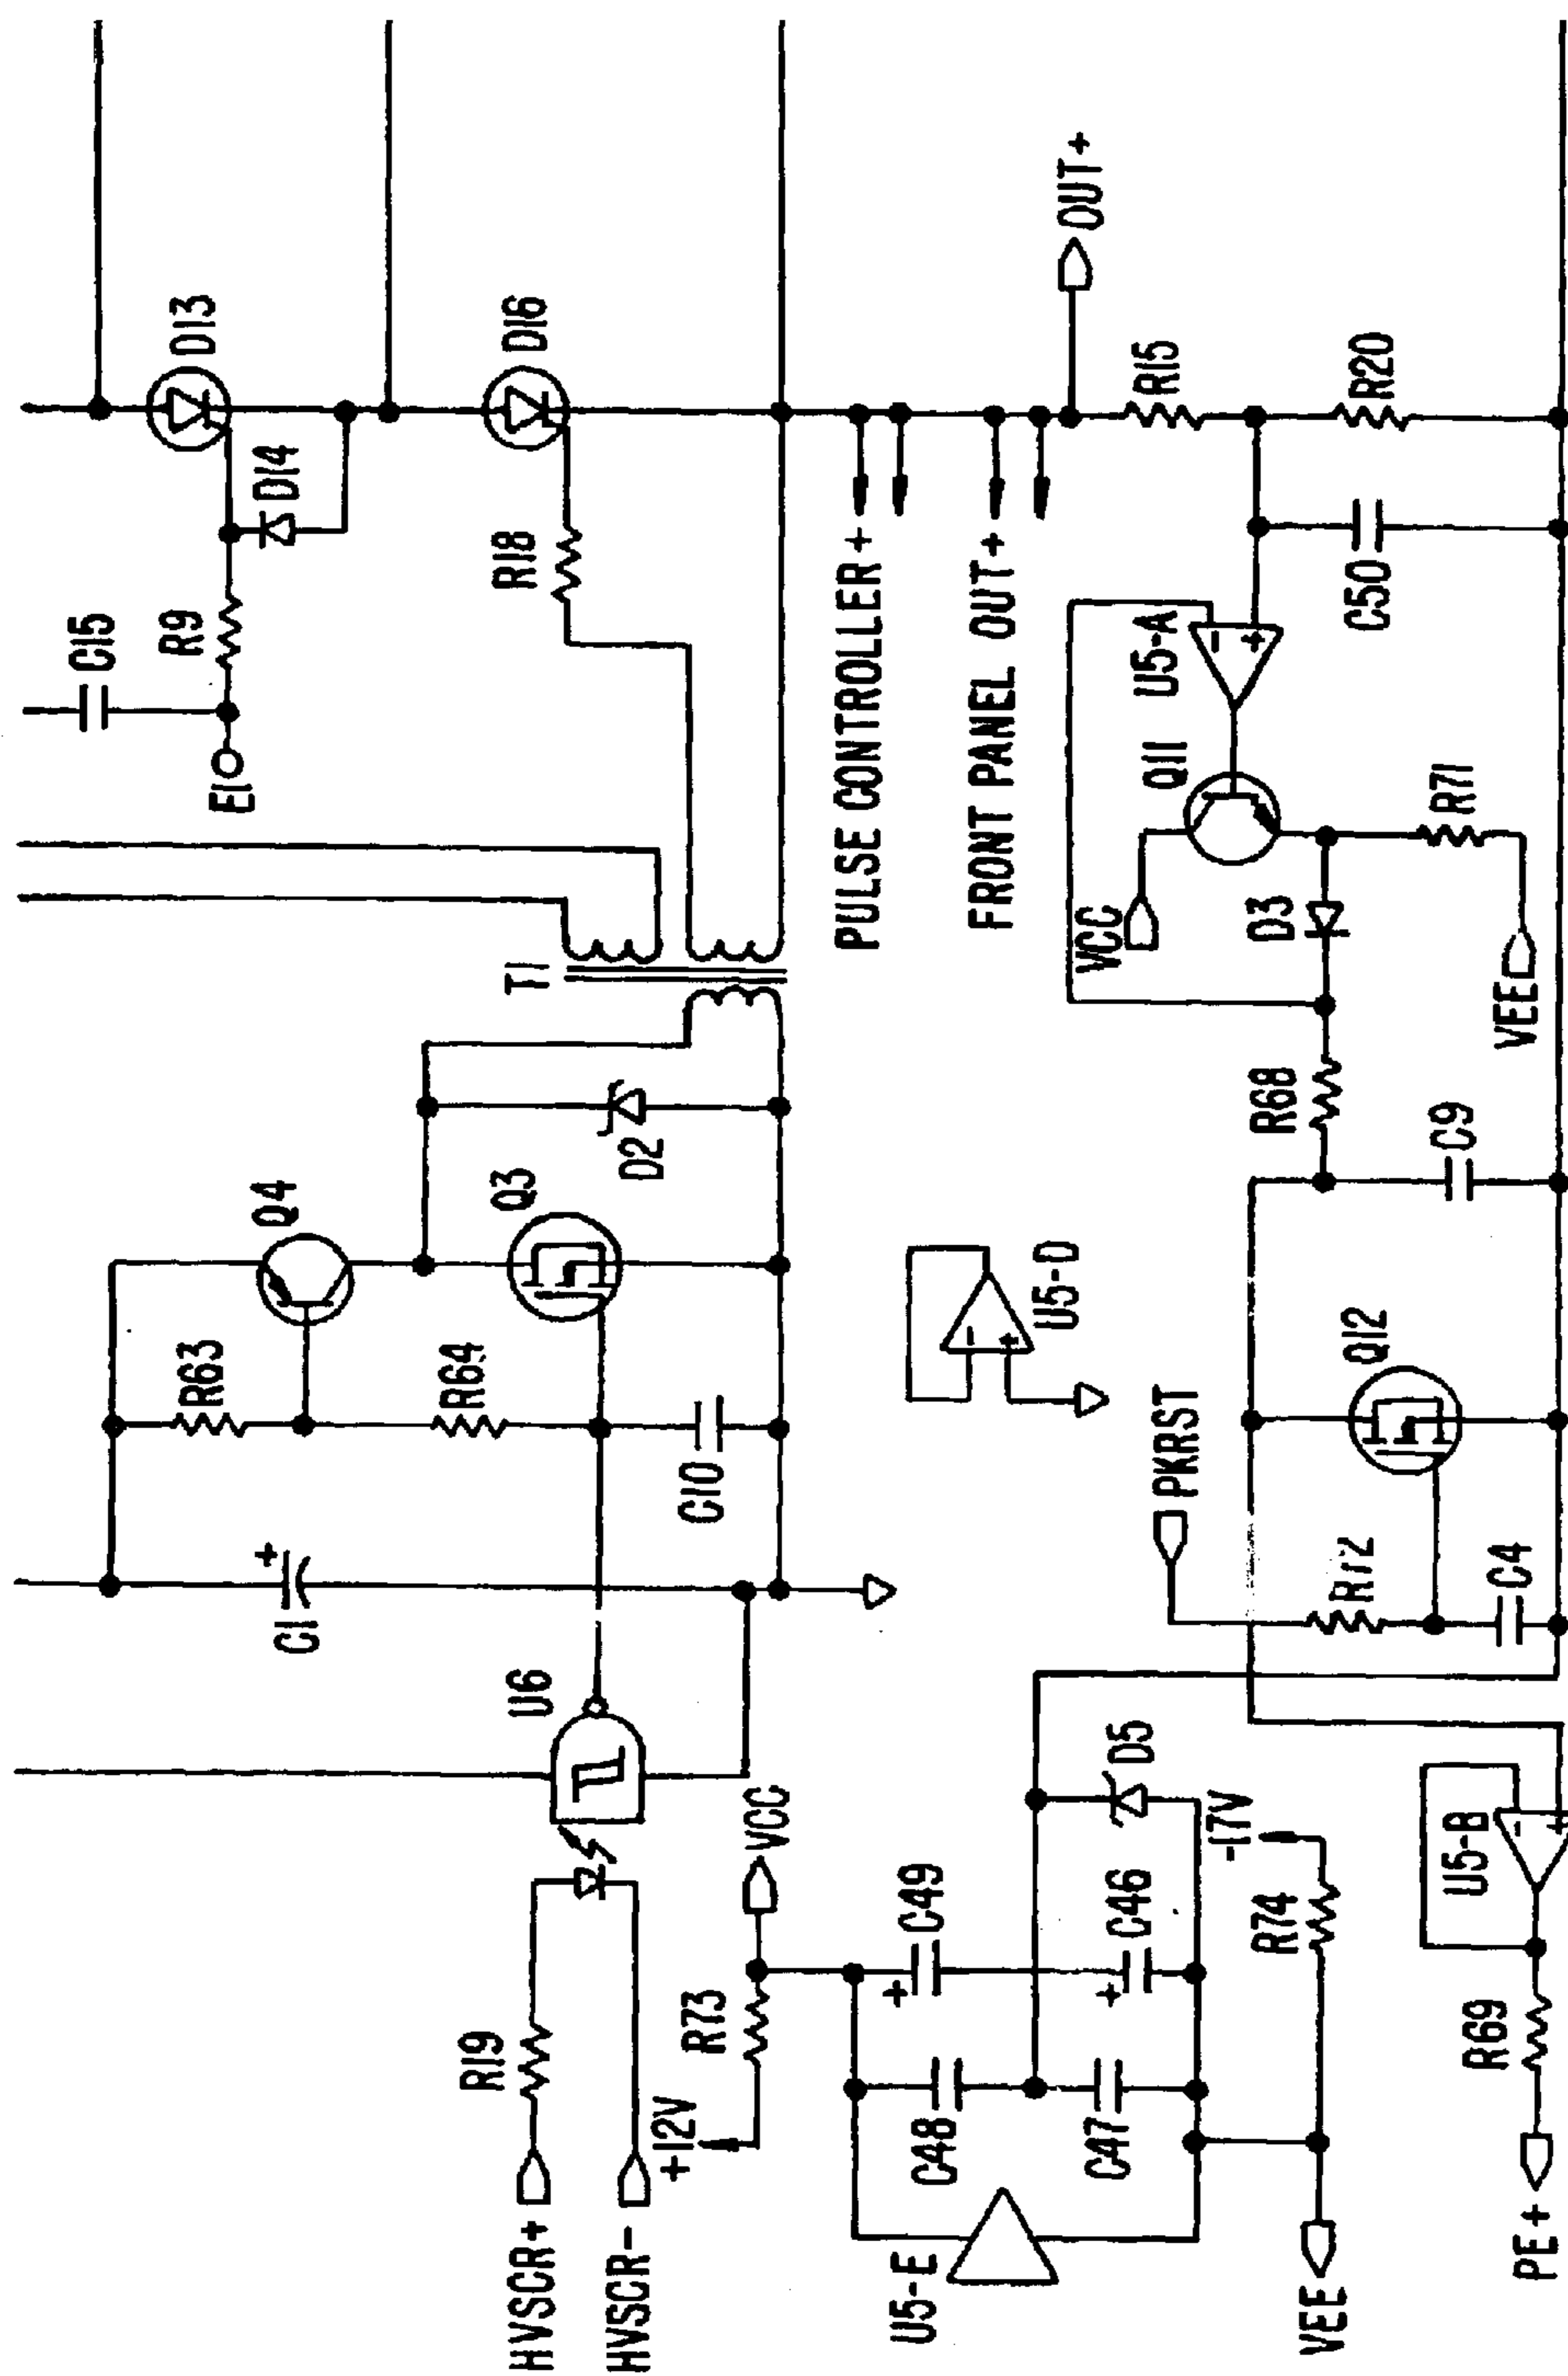 C15
E1
R9
D14
D13
D16
R18
T1
Q4
Q3
D2
R63
R64
C10
C1
+
U6
R19
HVSCR+
HVSCR-
PULSE CONTROLLER +
FRONT PANEL OUT+
OUT+
R15
R20
C50
U5-A
-
+
Q11
VCC
D3
R71
VEE
R68
C9
U5-D
-
+
Q12
PKRST
R72
C4
VCC
R73
+12V
C49
+
C46
+
C48
C47
D5
-17V
R74
U5-E
VEE
U5-B
-
+
R69
PE+